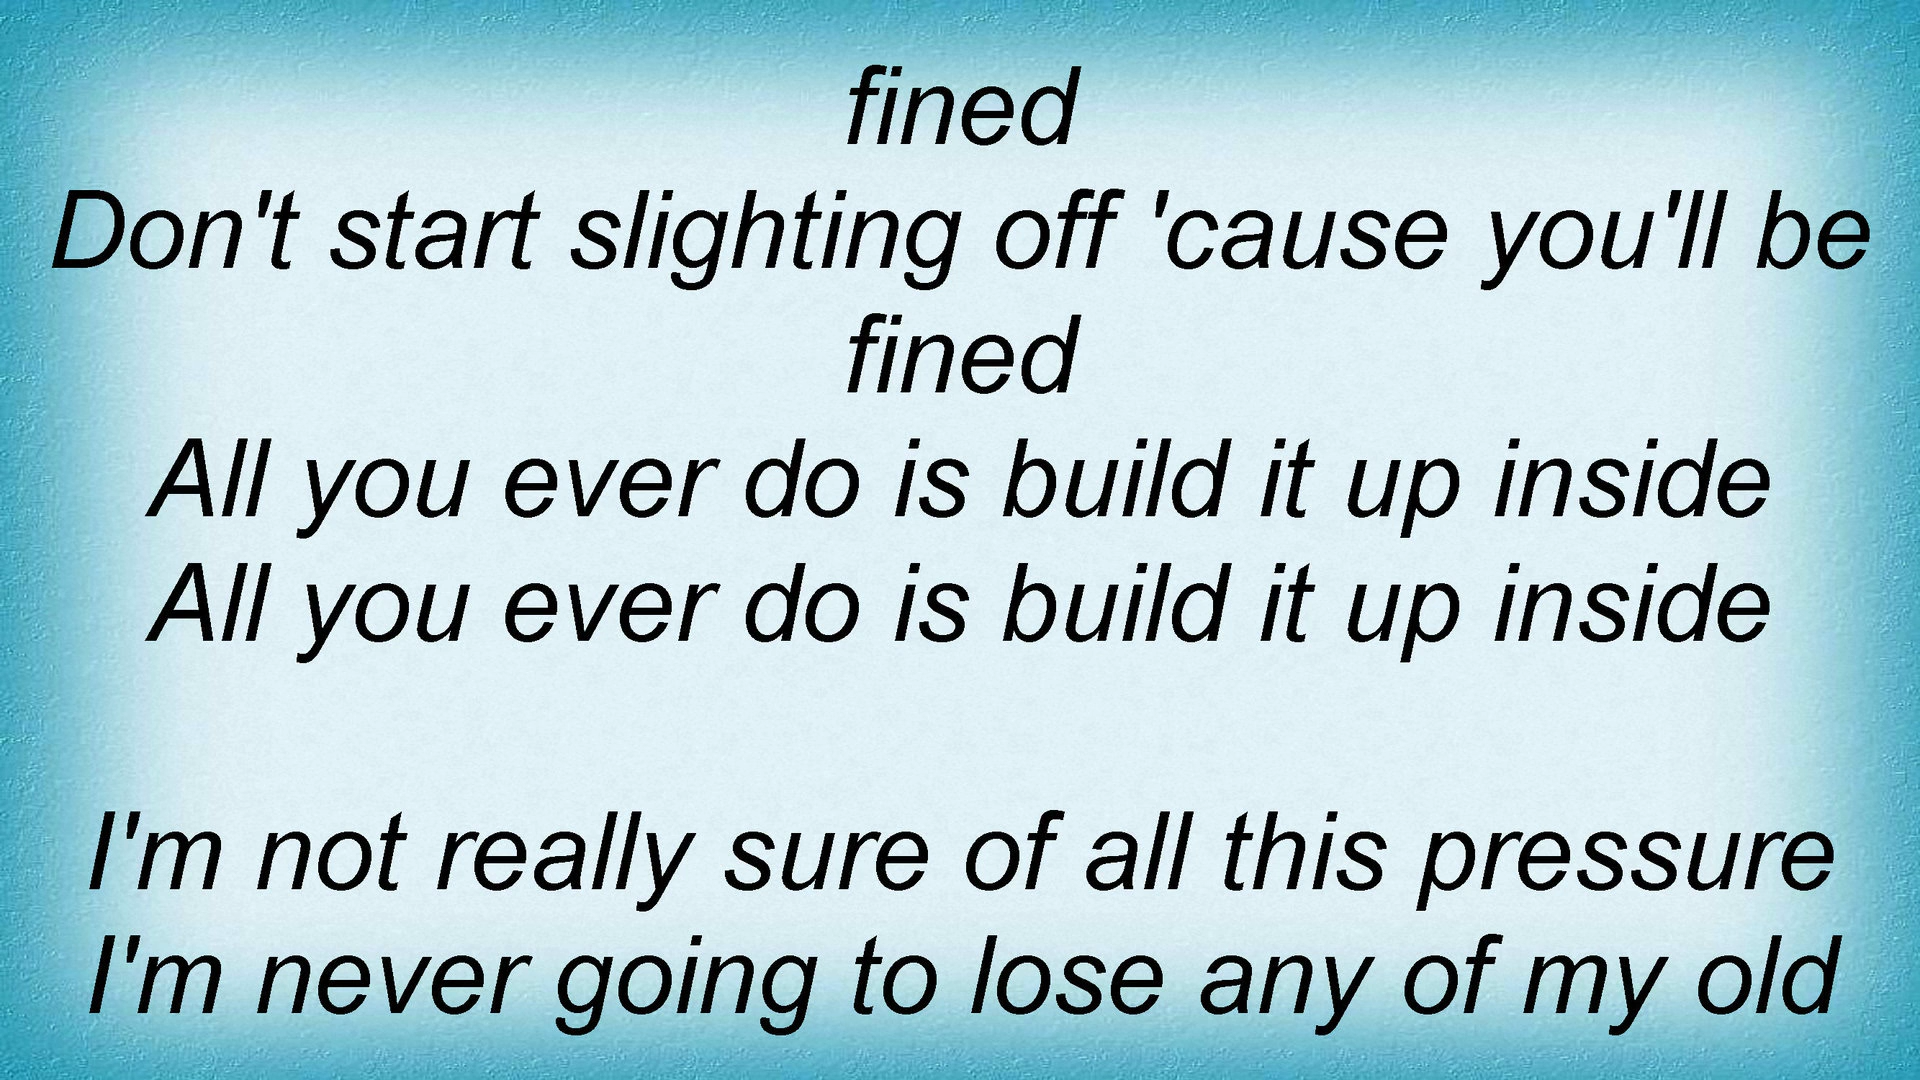 fined
Don't start slighting off 'cause you'll be
fined
All you ever do is build it up inside
All you ever do is build it up inside
I'm not really sure of all this pressure
I'm never going to lose any of my old